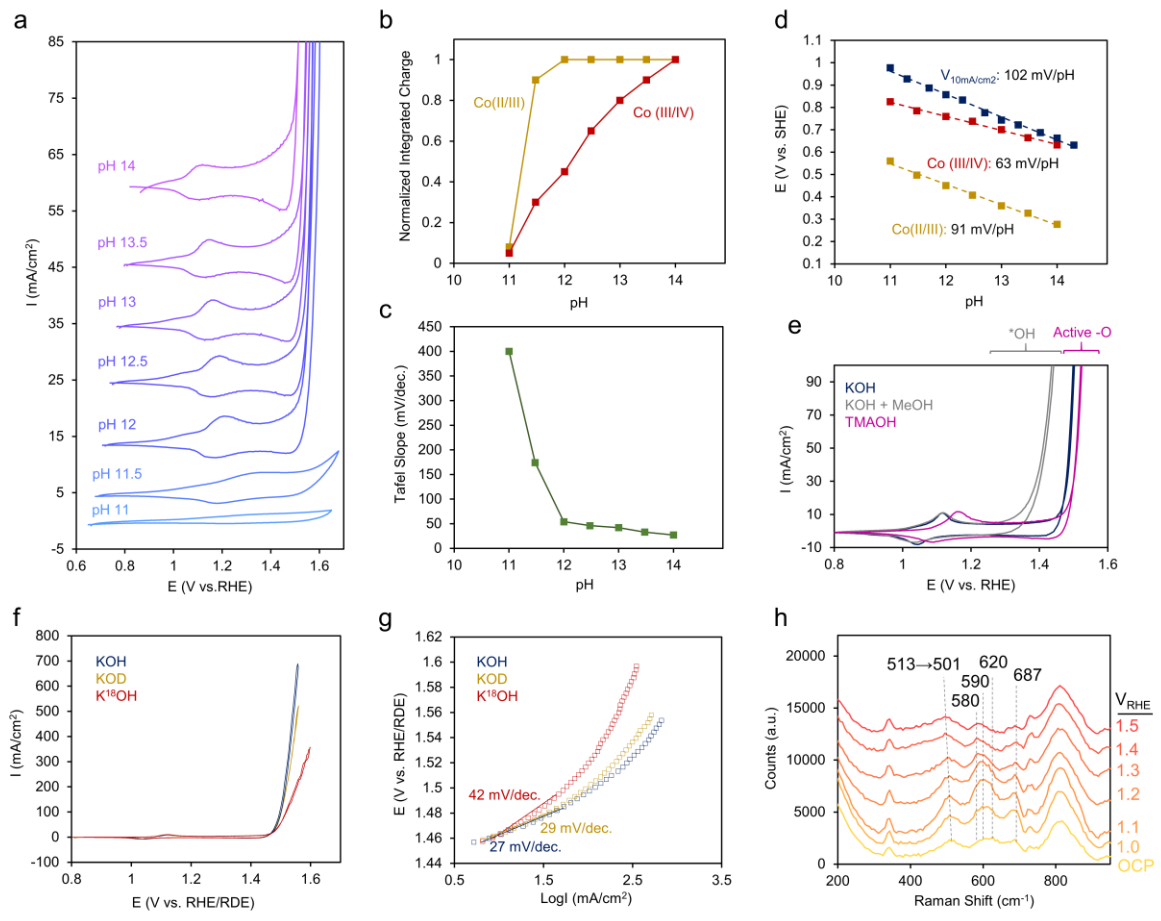 a
85
75
65
55
45
35
25
15
5
-5
I (mA/cm²)
pH 14
pH 13.5
pH 13
pH 12.5
pH 12
pH 11.5
pH 11
0.6 0.8 1 1.2 1.4 1.6
E (V vs.RHE)
b
1
0.8
0.6
0.4
0.2
0
Normalized Integrated Charge
Co(II/III)
Co (III/IV)
10 11 12 13 14
pH
c
450
400
350
300
250
200
150
100
50
0
Tafel Slope (mV/dec.)
10 11 12 13 14
pH
d
1
0.9
0.8
0.7
0.6
0.5
0.4
0.3
0.2
0.1
E (V vs. SHE)
V10mA/cm2: 102 mV/pH
Co (III/IV): 63 mV/pH
Co(II/III): 91 mV/pH
10 11 12 13 14
pH
e
*OH
Active -O
90
70
50
30
10
-10
I (mA/cm²)
KOH
KOH + MeOH
TMAOH
0.8 1 1.2 1.4 1.6
E (V vs. RHE)
f
800
700
600
500
400
300
200
100
0
-100
I (mA/cm²)
KOH
KOD
K¹⁸OH
0.8 1 1.2 1.4 1.6
E (V vs. RHE/RDE)
g
1.62
1.6
1.58
1.56
1.54
1.52
1.50
1.48
1.46
1.44
E (V vs. RHE/RDE)
KOH
KOD
K¹⁸OH
42 mV/dec.
29 mV/dec.
27 mV/dec.
0.5 1.5 2.5 3.5
LogI (mA/cm²)
h
20000
15000
10000
5000
0
Counts (a.u.)
513→501
580
590
620
687
VRHE
1.5
1.4
1.3
1.2
1.1
1.0
OCP
200 400 600 800
Raman Shift (cm⁻¹)